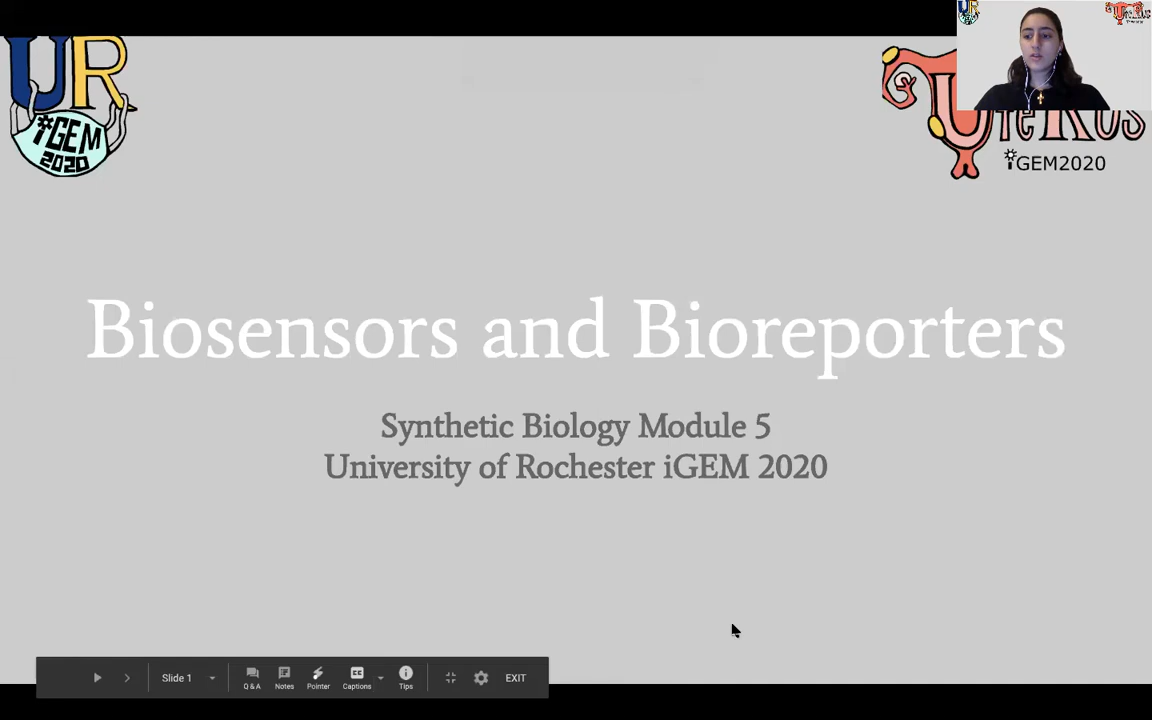 UR
iGEM
2020
UteRus
iGEM2020
Biosensors and Bioreporters
Synthetic Biology Module 5
University of Rochester iGEM 2020
Slide 1
Q & A
Notes
Pointer
CC
Captions
Tips
EXIT